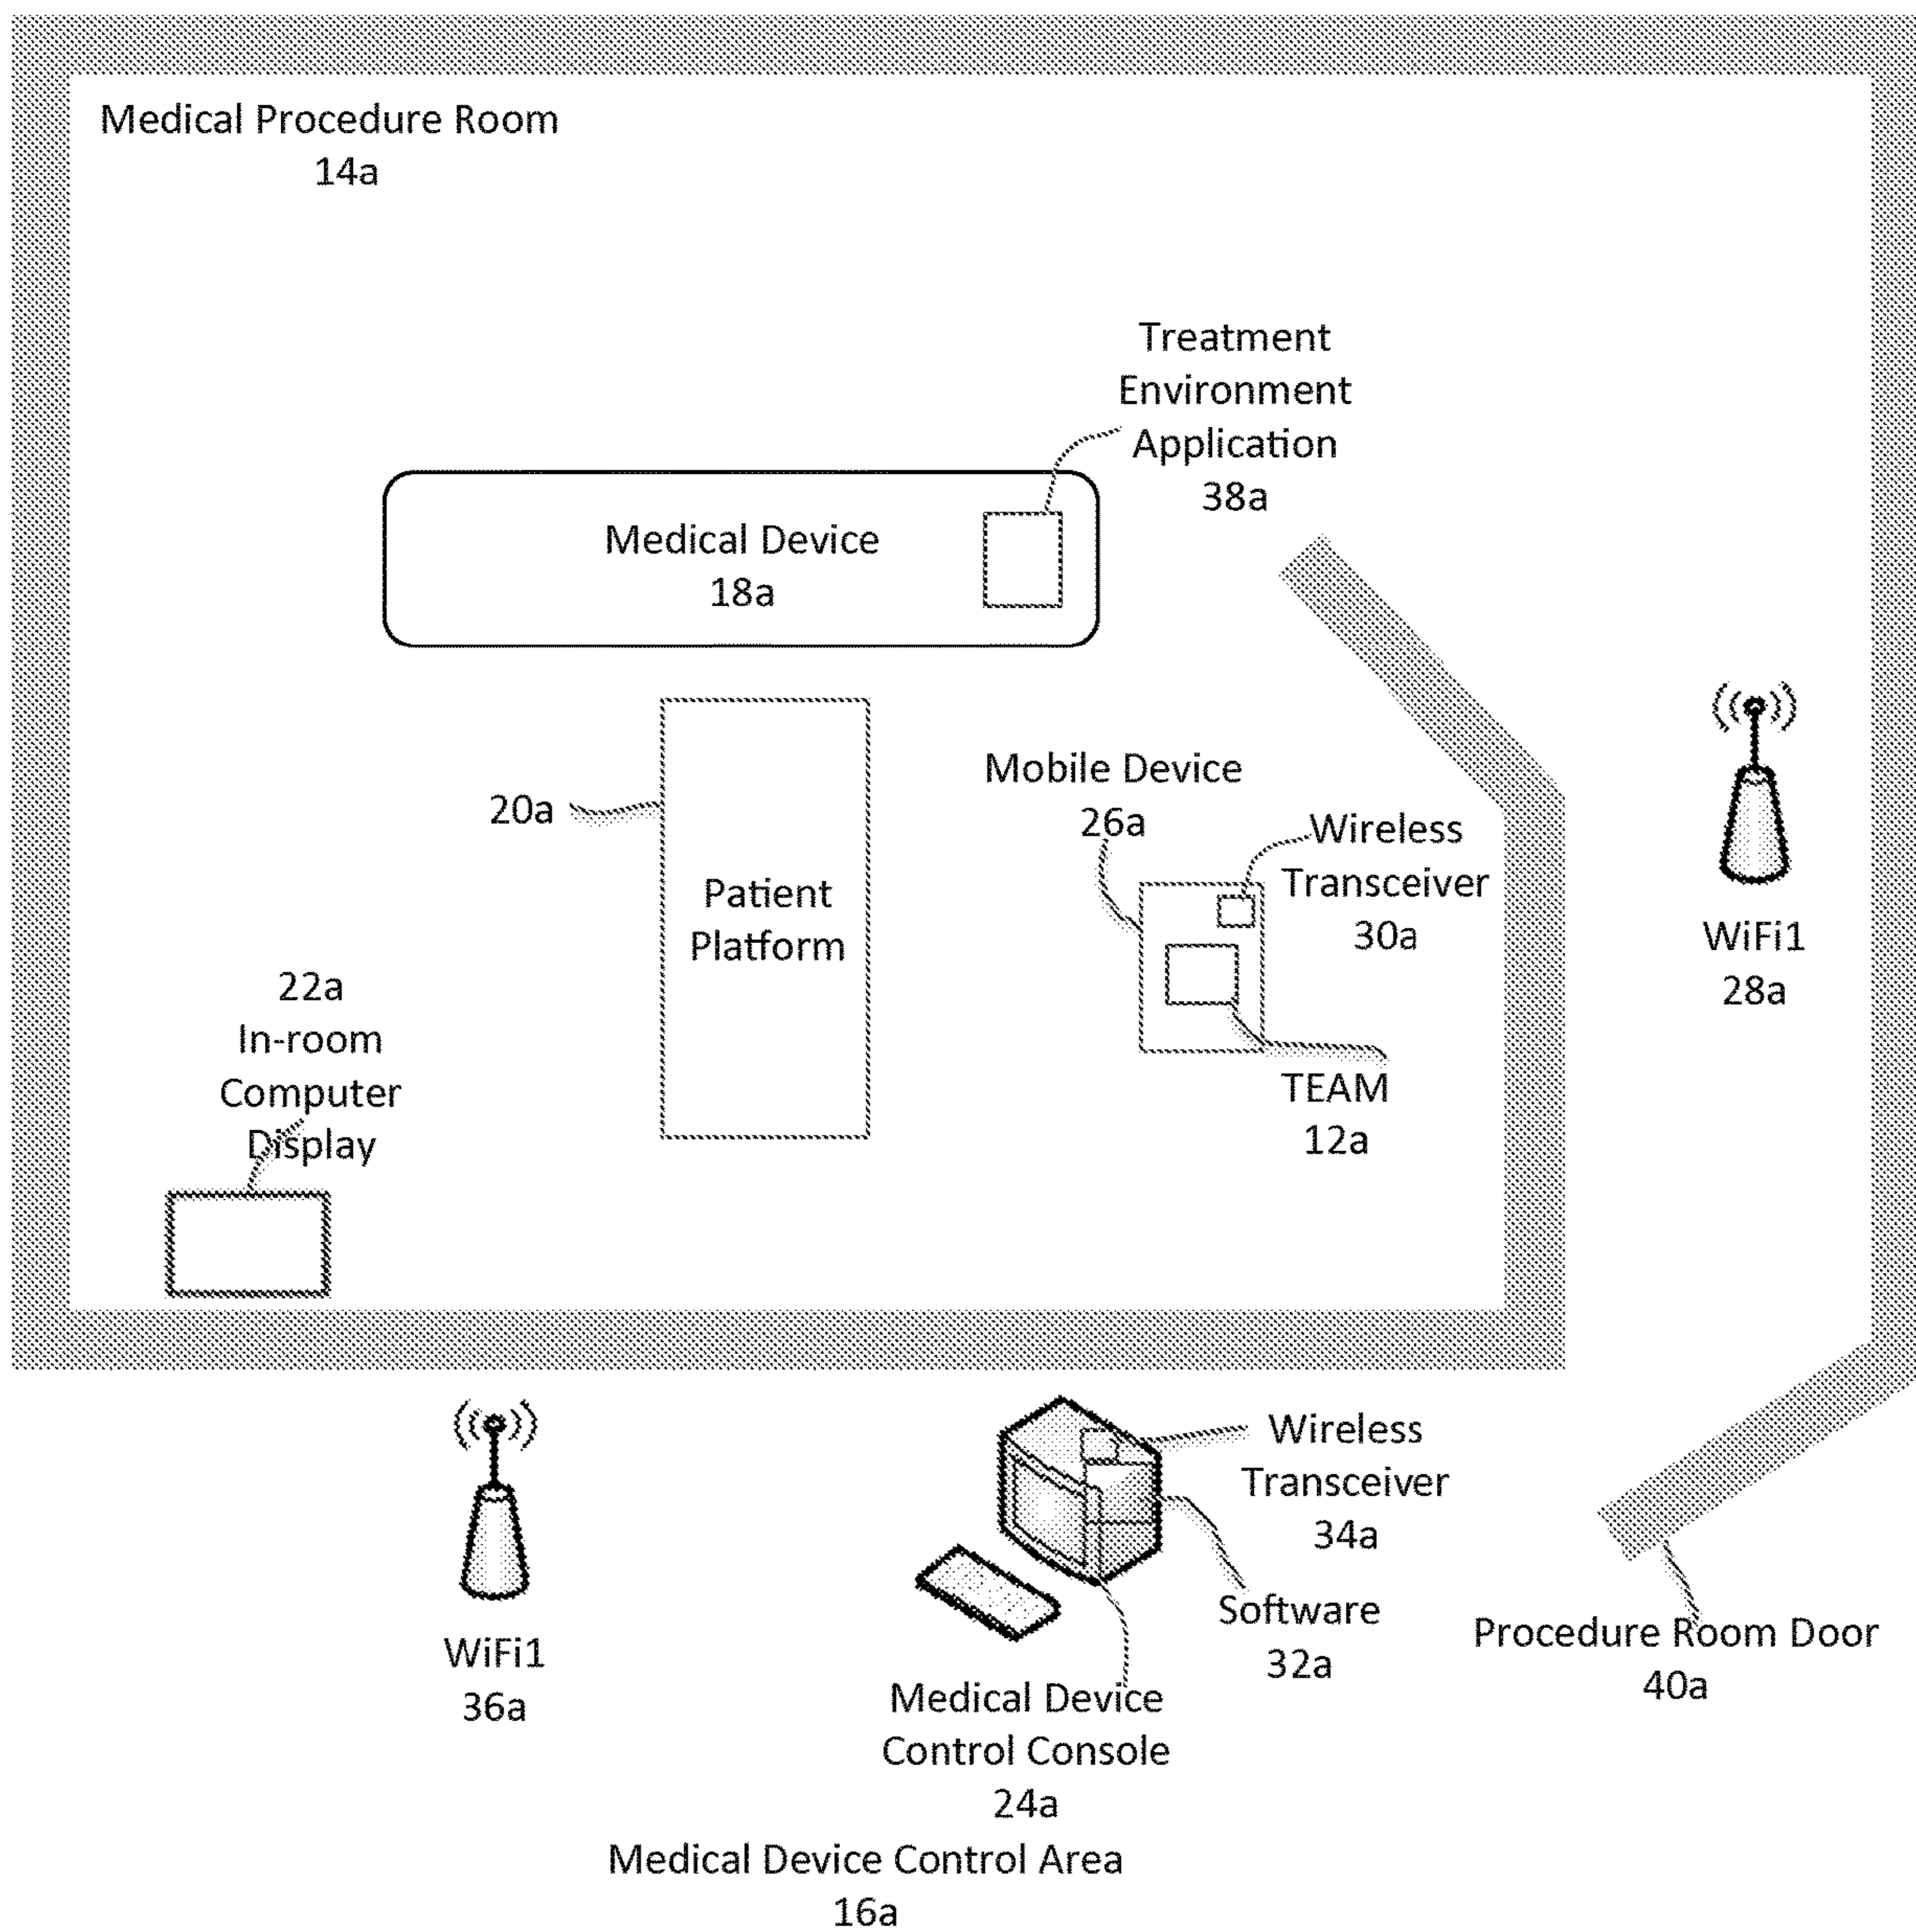 Medical Procedure Room
14a
Treatment
Environment
Application
38a
Medical Device
18a
Mobile Device
26a
20a
Wireless
Transceiver
30a
Patient
Platform
WiFi1
28a
22a
In-room
Computer
Display
TEAM
12a
Wireless
Transceiver
34a
Software
32a
WiFi1
36a
Procedure Room Door
40a
Medical Device
Control Console
24a
Medical Device Control Area
16a